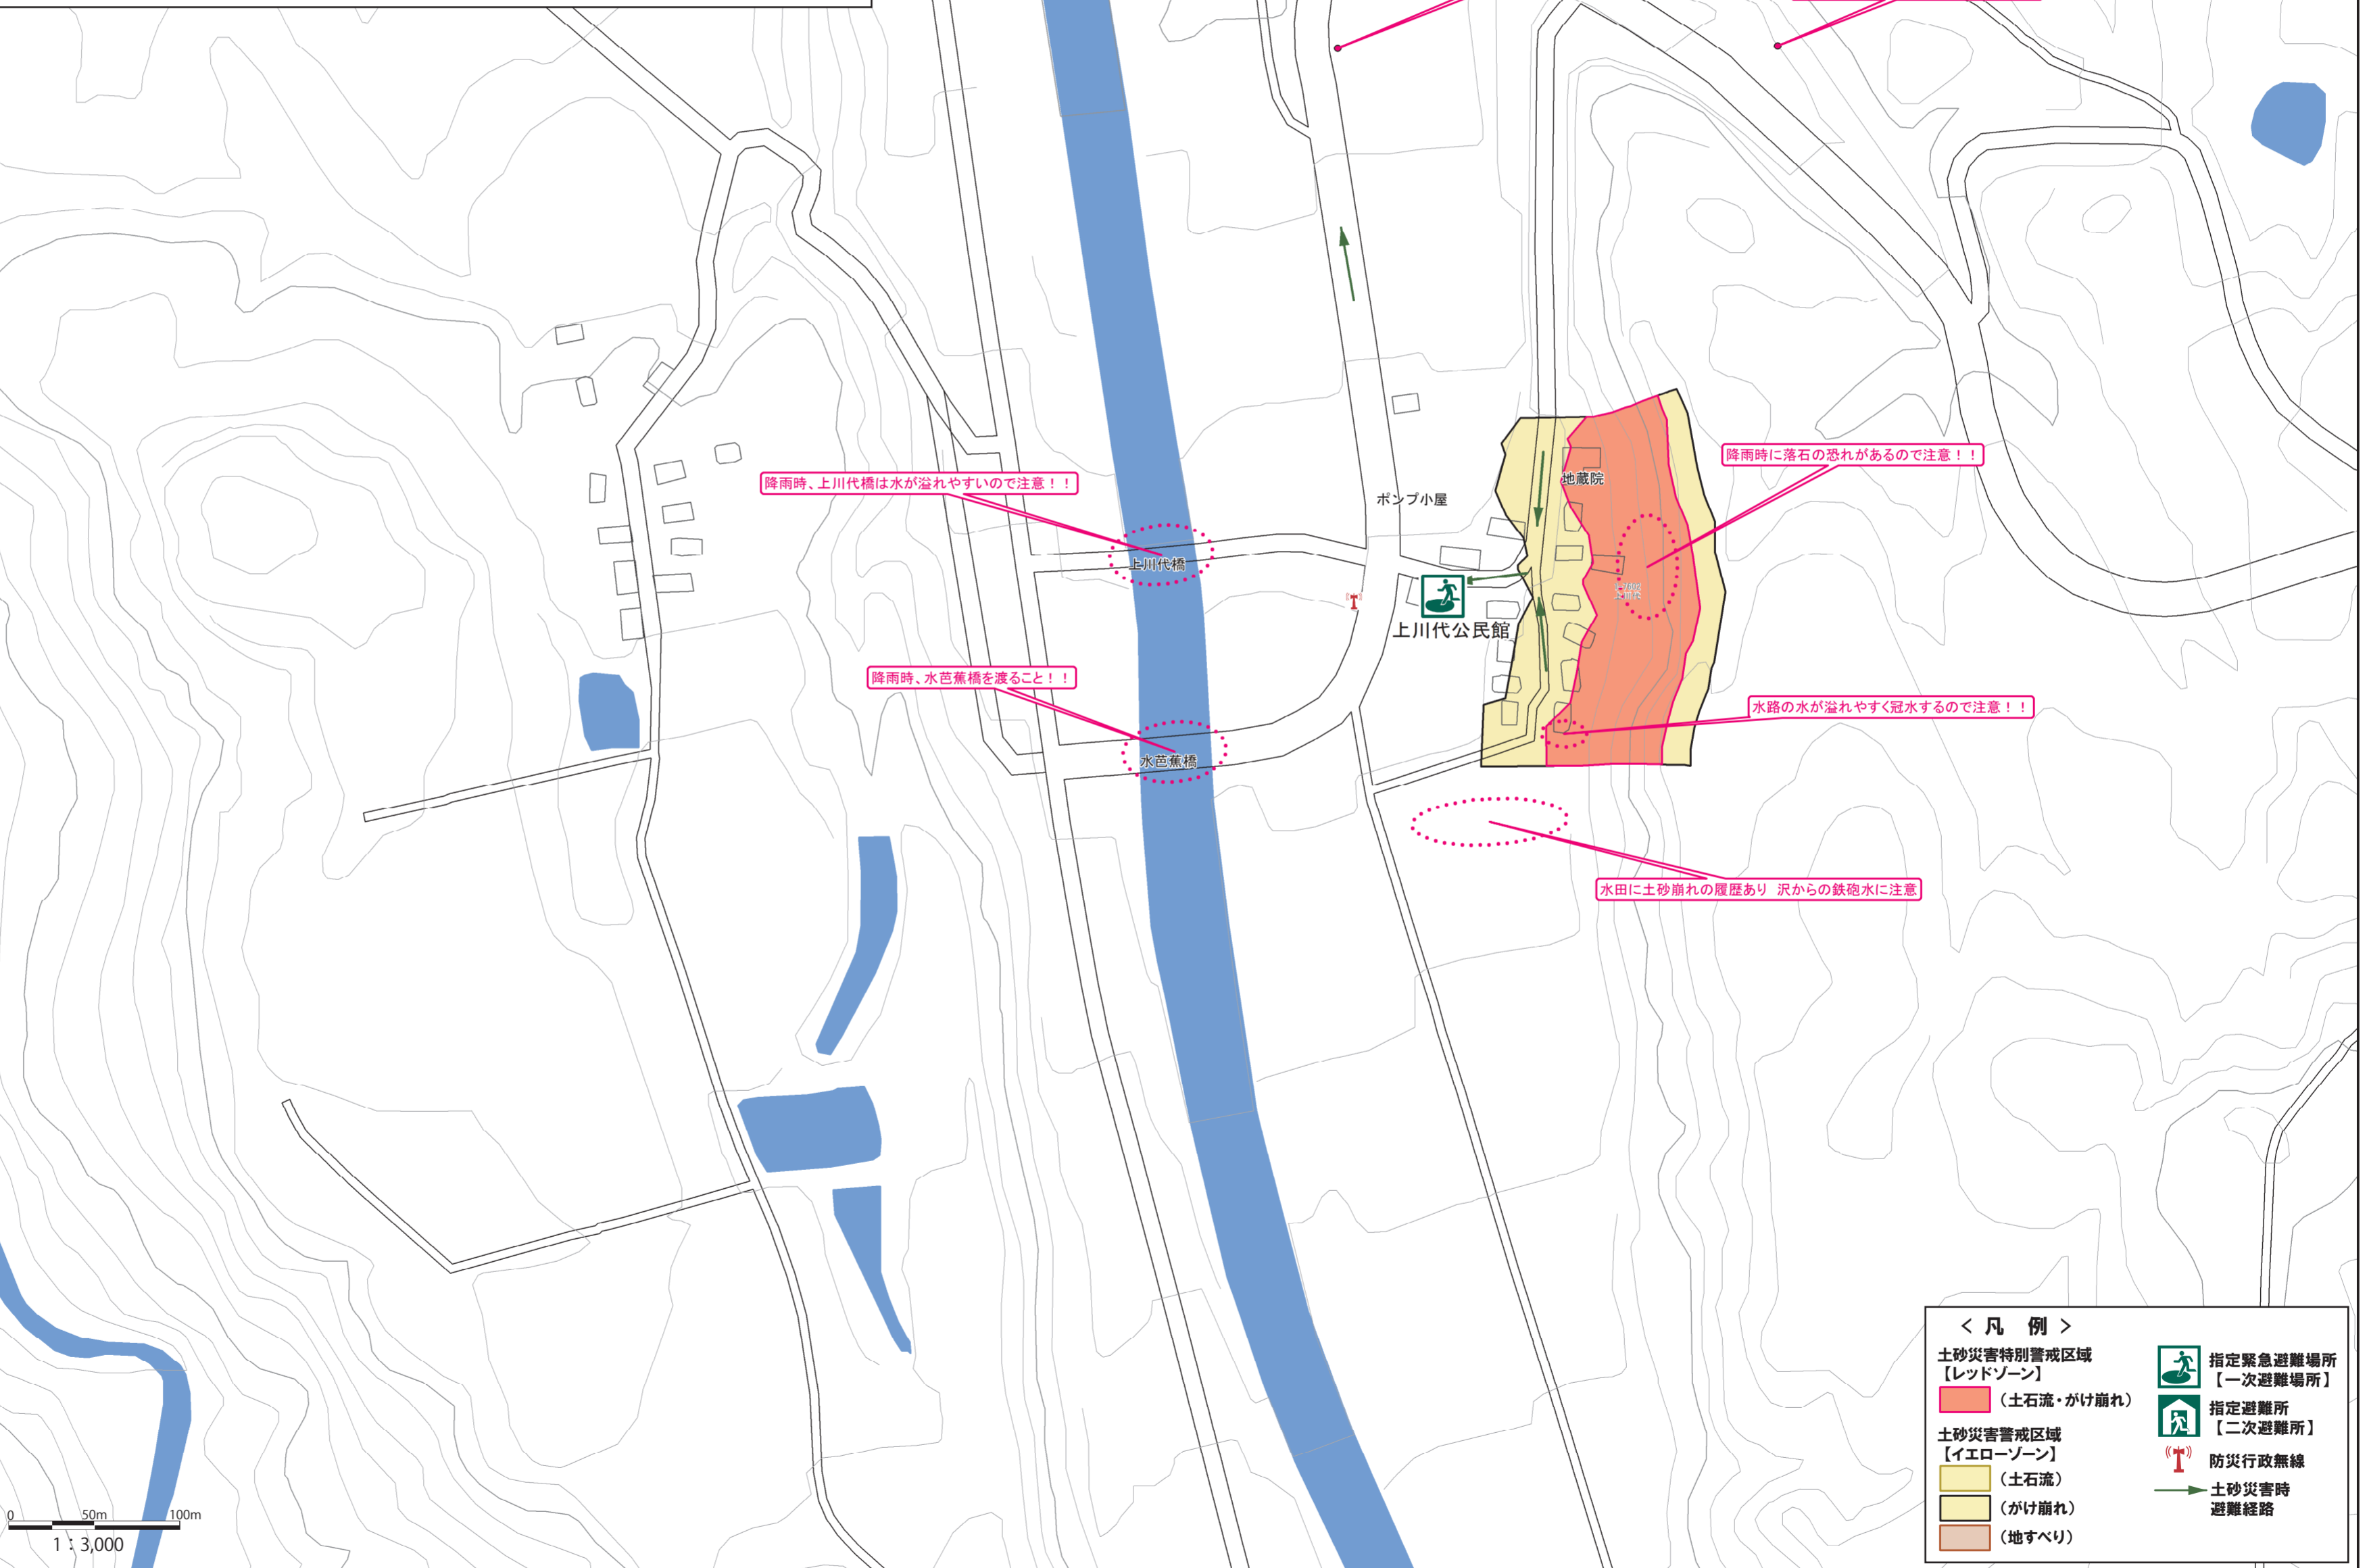 降雨時に落石の恐れがあるので注意！！
地蔵院
降雨時、上川代橋は水が溢れやすいので注意！！
ポンプ小屋
上川代橋
上川代公民館
降雨時、水芭蕉橋を渡ること！！
水路の水が溢れやすく冠水するので注意！！
水芭蕉橋
水田に土砂崩れの履歴あり 沢からの鉄砲水に注意
＜ 凡 例 ＞
土砂災害特別警戒区域
【レッドゾーン】
（土石流・がけ崩れ）
土砂災害警戒区域
【イエローゾーン】
（土石流）
（がけ崩れ）
（地すべり）
指定緊急避難場所
【一次避難場所】
指定避難所
【二次避難所】
防災行政無線
土砂災害時
避難経路
0 50m 100m
1：3,000